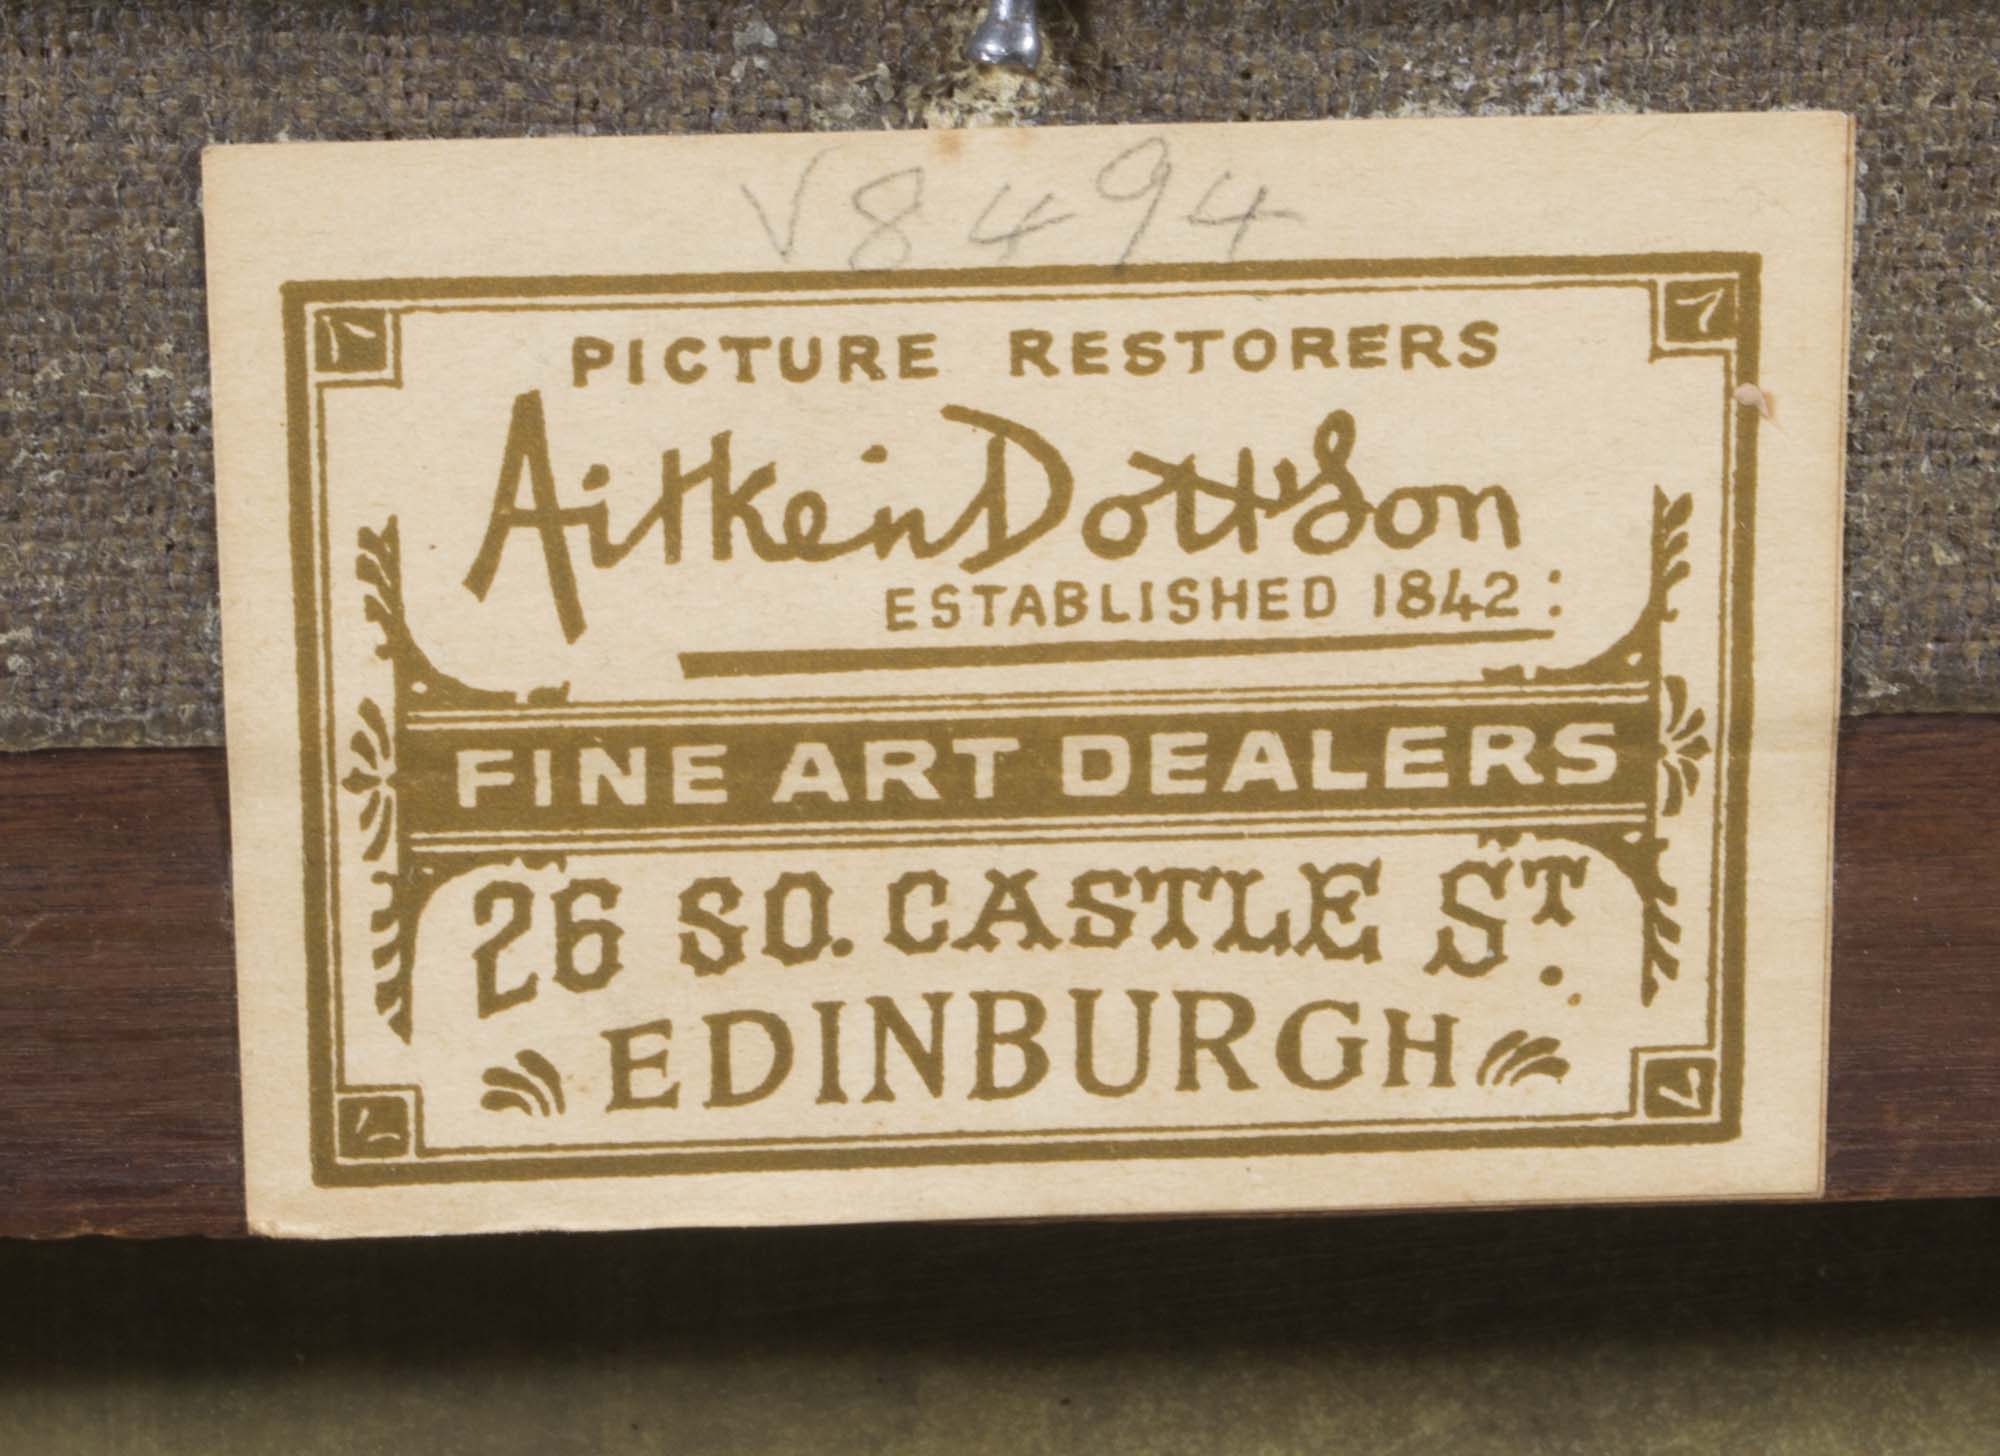 V8494
PICTURE RESTORERS
Aitken Dott & Son
ESTABLISHED 1842:
FINE ART DEALERS
26 SO. CASTLE ST.
EDINBURGH